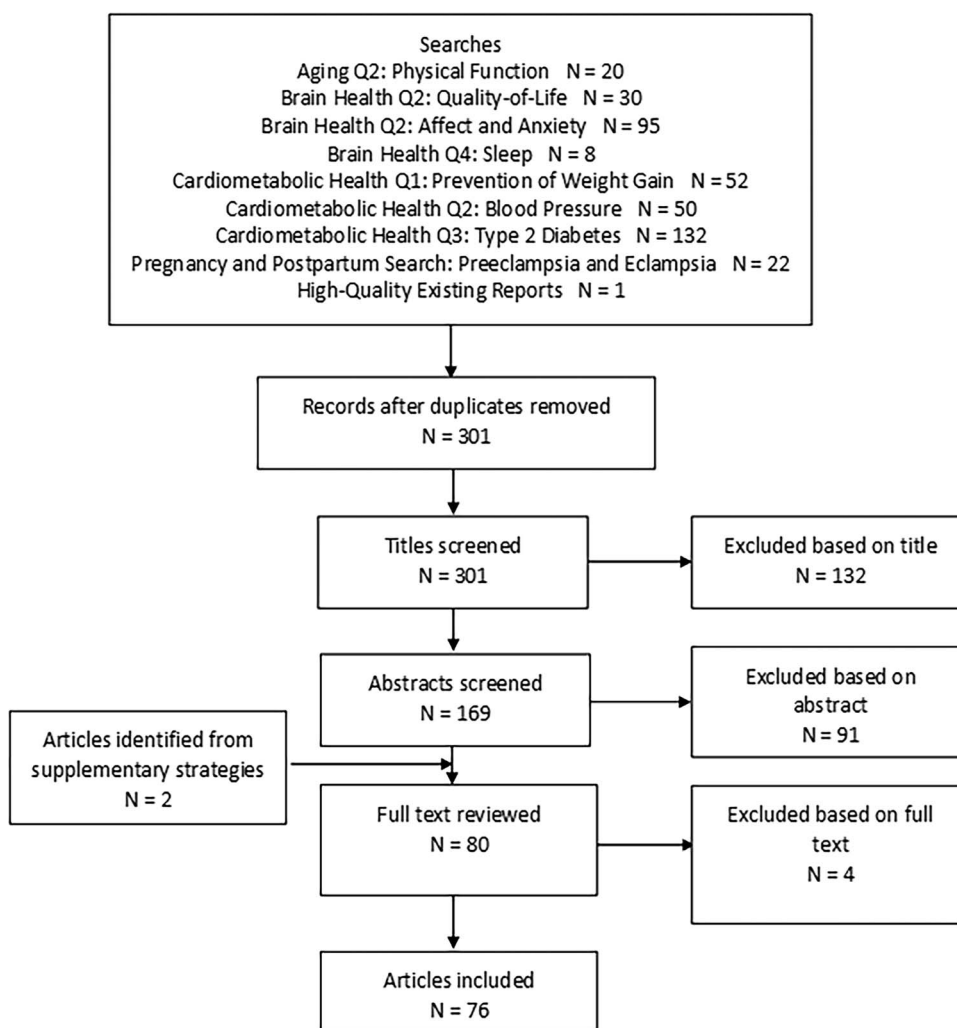 Searches
Aging Q2: Physical Function N = 20
Brain Health Q2: Quality-of-Life N = 30
Brain Health Q2: Affect and Anxiety N = 95
Brain Health Q4: Sleep N = 8
Cardiometabolic Health Q1: Prevention of Weight Gain N = 52
Cardiometabolic Health Q2: Blood Pressure N = 50
Cardiometabolic Health Q3: Type 2 Diabetes N = 132
Pregnancy and Postpartum Search: Preeclampsia and Eclampsia N = 22
High-Quality Existing Reports N = 1
Records after duplicates removed
N = 301
Titles screened
N = 301
Excluded based on title
N = 132
Abstracts screened
N = 169
Excluded based on
abstract
N = 91
Articles identified from
supplementary strategies
N = 2
Full text reviewed
N = 80
Excluded based on full
text
N = 4
Articles included
N = 76